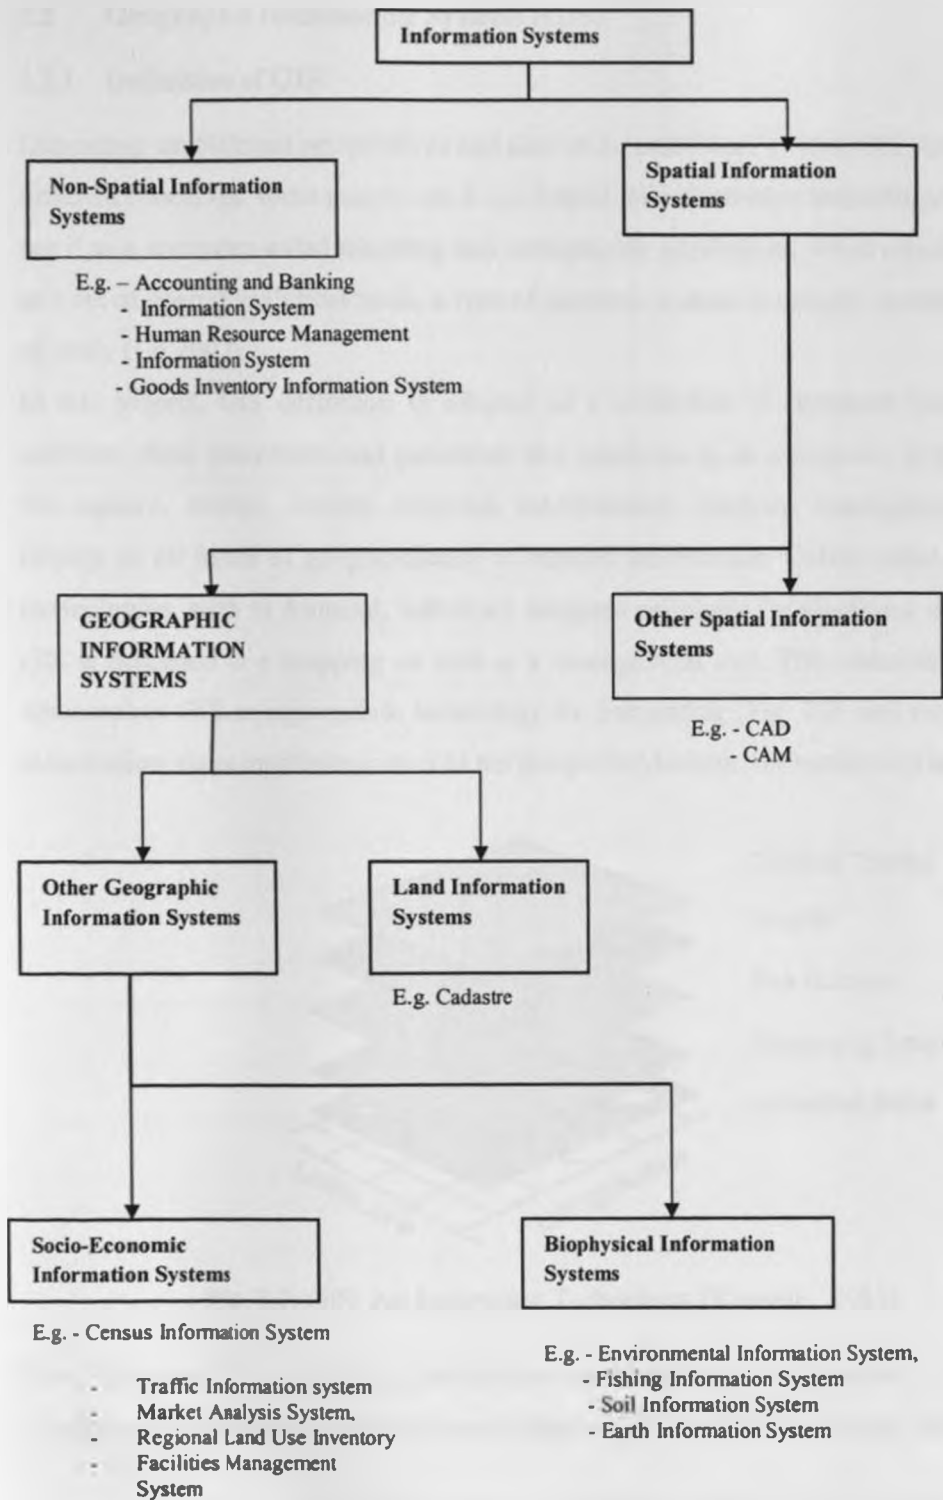 Information Systems
Non-Spatial Information
Systems
Spatial Information
Systems
E.g. – Accounting and Banking
- Information System
- Human Resource Management
- Information System
- Goods Inventory Information System
GEOGRAPHIC
INFORMATION
SYSTEMS
Other Spatial Information
Systems
E.g. - CAD
- CAM
Other Geographic
Information Systems
Land Information
Systems
E.g. Cadastre
Socio-Economic
Information Systems
Biophysical Information
Systems
E.g. - Census Information System
- Traffic Information system
- Market Analysis System,
- Regional Land Use Inventory
- Facilities Management
System
E.g. - Environmental Information System,
- Fishing Information System
- Soil Information System
- Earth Information System